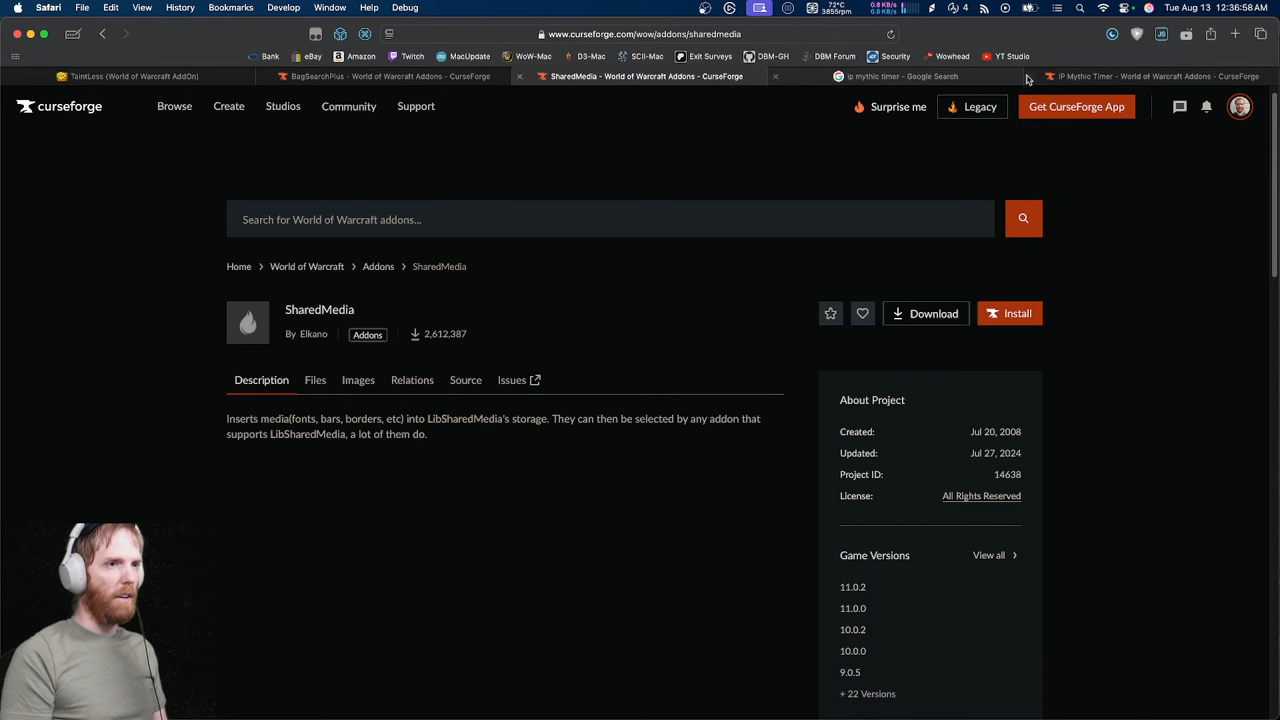 Safari File Edit View History Bookmarks Develop Window Help Debug
72°C
3855rpm
0.8 KB/s
6.6 KB/s
4
Tue Aug 13 12:36:58 AM
www.curseforge.com/wow/addons/sharedmedia
Bank eBay Amazon Twitch MacUpdate WoW-Mac D3-Mac SCII-Mac Exit Surveys DBM-GH DBM Forum Security Wowhead YT Studio
TaintLess (World of Warcraft AddOn)
BagSearchPlus - World of Warcraft Addons - CurseForge
SharedMedia - World of Warcraft Addons - CurseForge
ip mythic timer - Google Search
iP Mythic Timer - World of Warcraft Addons - CurseForge
curseforge
Browse Create Studios Community Support
Surprise me
Legacy
Get CurseForge App
Search for World of Warcraft addons...
Home > World of Warcraft > Addons > SharedMedia
SharedMedia
By Elkano Addons 2,612,387
Download
Install
Description Files Images Relations Source Issues
Inserts media(fonts, bars, borders, etc) into LibSharedMedia's storage. They can then be selected by any addon that
supports LibSharedMedia, a lot of them do.
About Project
Created: Jul 20, 2008
Updated: Jul 27, 2024
Project ID: 14638
License: All Rights Reserved
Game Versions View all >
11.0.2
11.0.0
10.0.2
10.0.0
9.0.5
+ 22 Versions